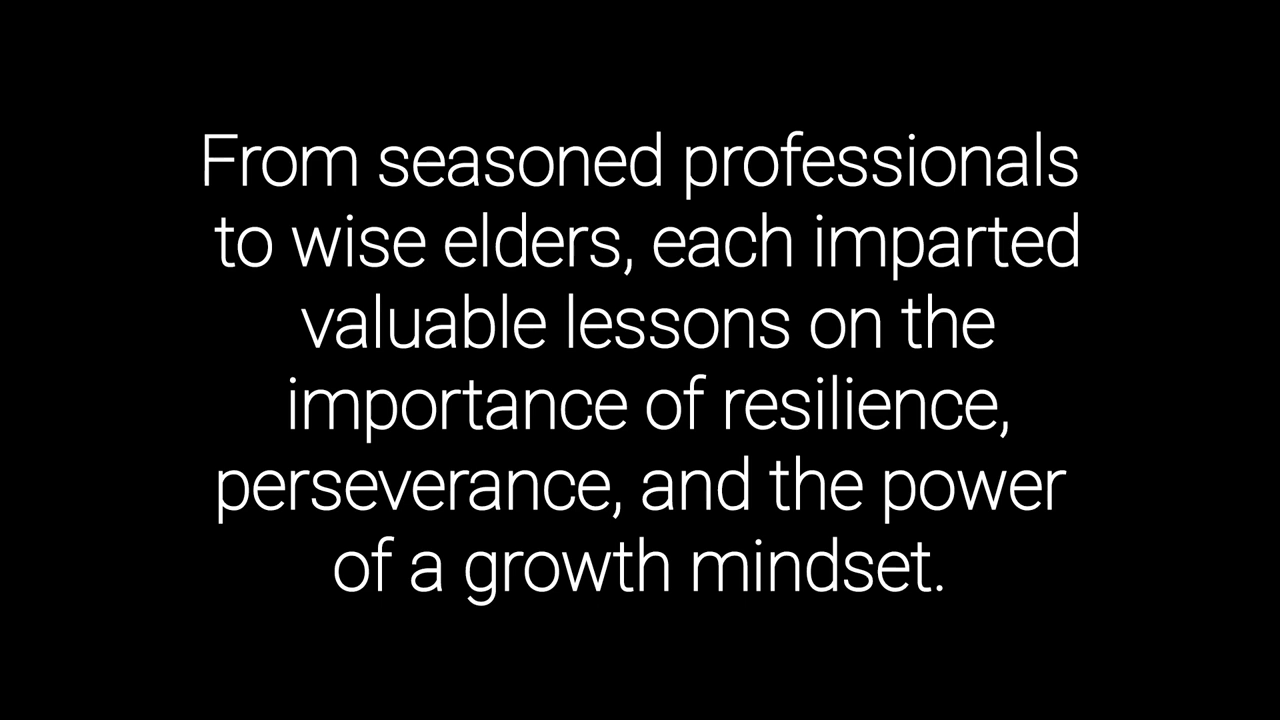 From seasoned professionals
to wise elders, each imparted
valuable lessons on the
importance of resilience,
perseverance, and the power
of a growth mindset.